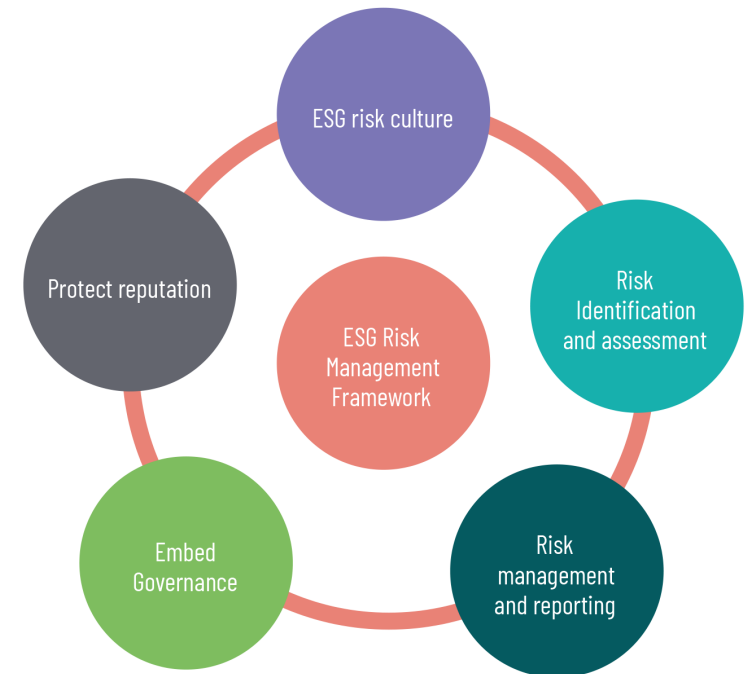 ESG risk culture
Risk
Identification
and assessment
Risk
management
and reporting
Embed
Governance
Protect reputation
ESG Risk
Management
Framework